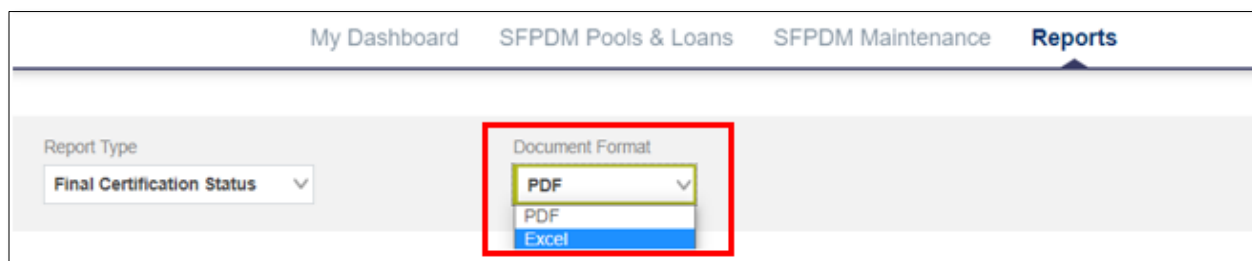 My Dashboard SFPDM Pools & Loans SFPDM Maintenance Reports
Report Type Document Format
Final Certification Status PDF
PDF
Excel